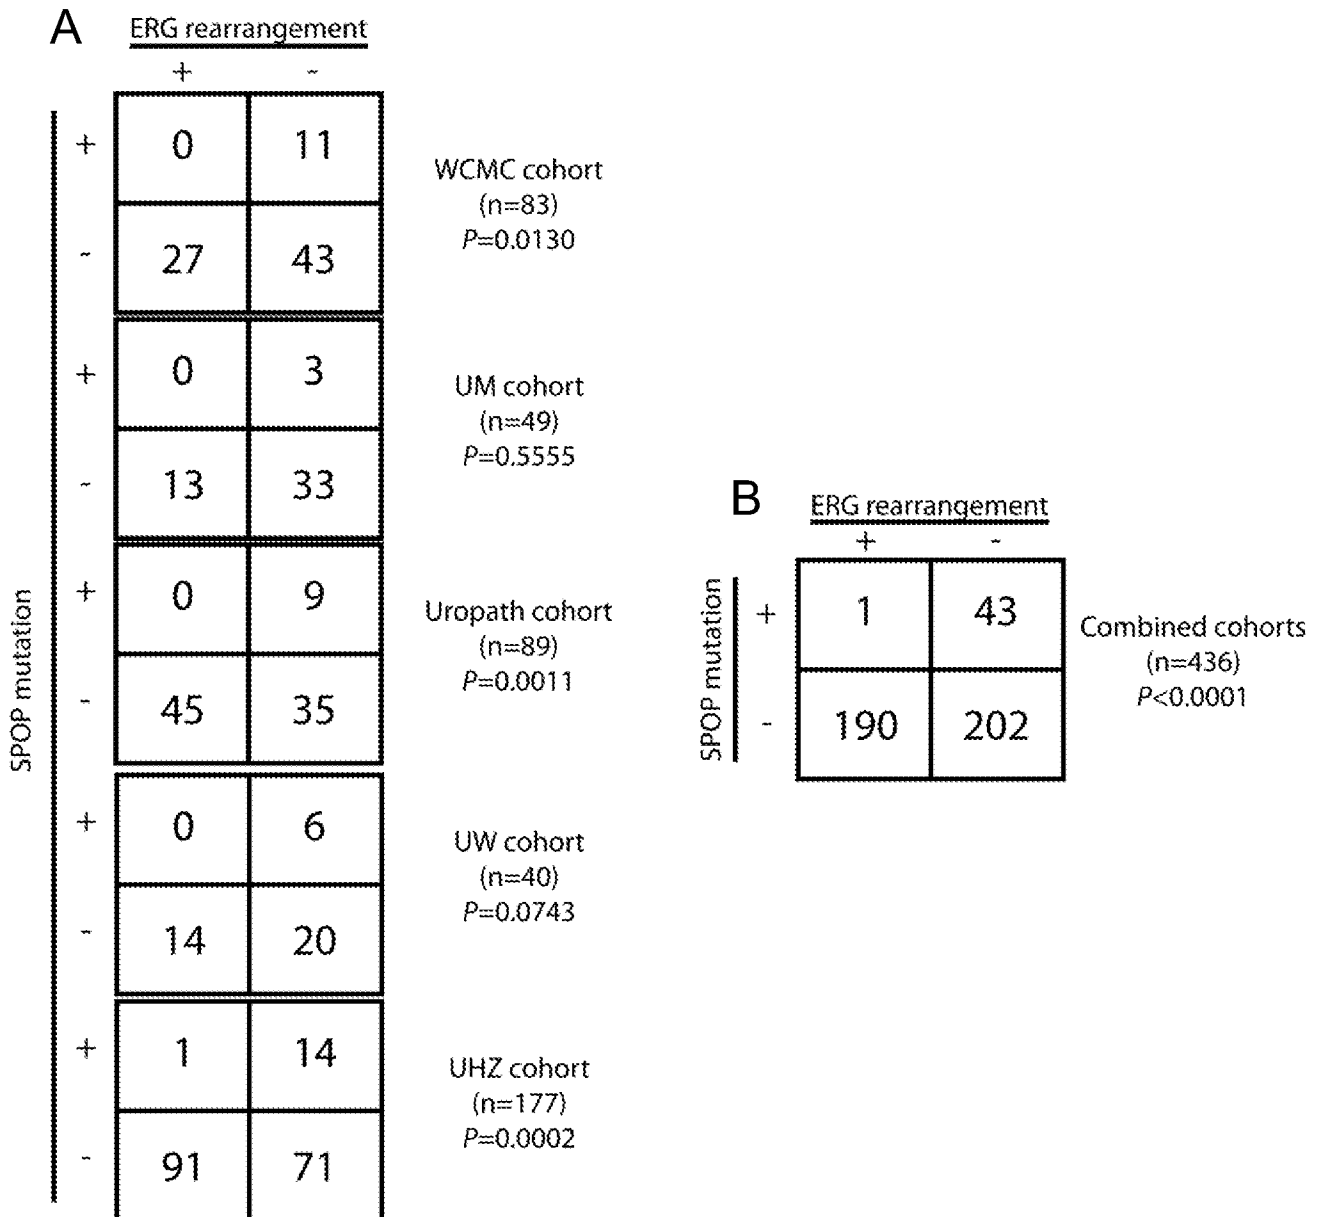 A
ERG rearrangement
+ -
SPOP mutation
+ 0 11
- 27 43
WCMC cohort
(n=83)
P=0.0130
+ 0 3
- 13 33
UM cohort
(n=49)
P=0.5555
+ 0 9
- 45 35
Uropath cohort
(n=89)
P=0.0011
+ 0 6
- 14 20
UW cohort
(n=40)
P=0.0743
+ 1 14
- 91 71
UHZ cohort
(n=177)
P=0.0002
B
ERG rearrangement
+ -
SPOP mutation
+ 1 43
- 190 202
Combined cohorts
(n=436)
P<0.0001